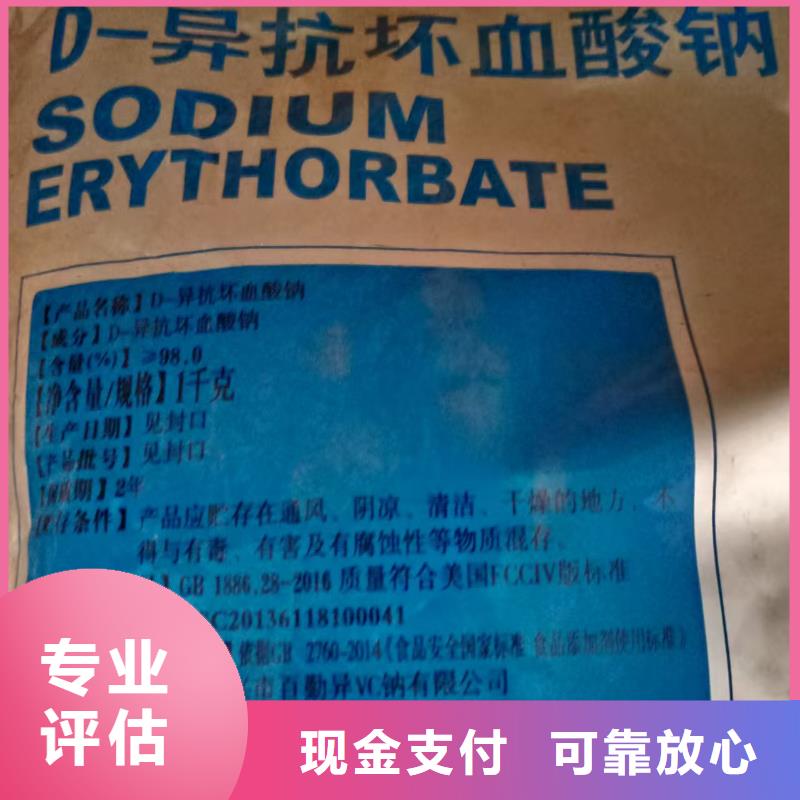 D-异抗坏血酸钠
SODIUM
ERYTHORBATE
【产品名称】D-异抗坏血酸钠
【成分】D-异抗坏血酸钠
【含量(%)】≥98.0
【净含量/规格】1千克
【生产日期】见封口
【产品批号】见封口
期】2年
存条件】产品应贮存在通风、阴凉、清洁、干燥的地方，不
得与有毒、有害及有腐蚀性等物质混存。
】GB 1886.28-2016 质量符合美国FCCIV版标准
C20136118100041
依据GB 2760-2014《食品安全国家标准 食品添加剂使用标准》
市百勤异VC钠有限公司
专业
评估
现金支付 可靠放心